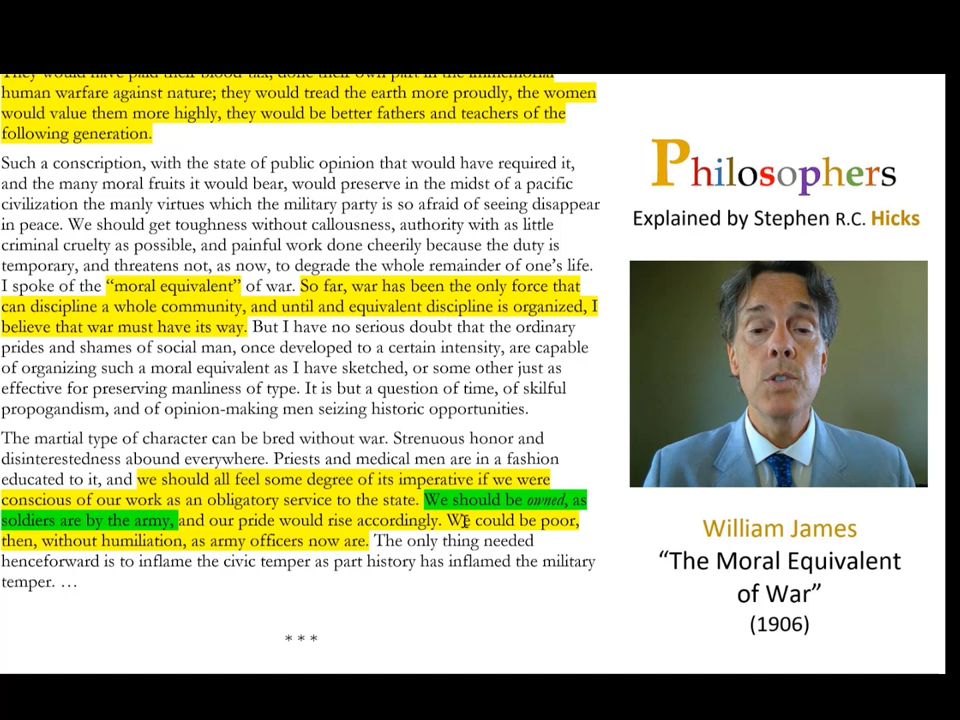 They would have paid their blood-tax, done their own part in the immemorial
human warfare against nature; they would tread the earth more proudly, the women
would value them more highly, they would be better fathers and teachers of the
following generation.
Such a conscription, with the state of public opinion that would have required it,
and the many moral fruits it would bear, would preserve in the midst of a pacific
civilization the manly virtues which the military party is so afraid of seeing disappear
in peace. We should get toughness without callousness, authority with as little
criminal cruelty as possible, and painful work done cheerily because the duty is
temporary, and threatens not, as now, to degrade the whole remainder of one's life.
I spoke of the “moral equivalent” of war. So far, war has been the only force that
can discipline a whole community, and until and equivalent discipline is organized, I
believe that war must have its way. But I have no serious doubt that the ordinary
prides and shames of social man, once developed to a certain intensity, are capable
of organizing such a moral equivalent as I have sketched, or some other just as
effective for preserving manliness of type. It is but a question of time, of skilful
propogandism, and of opinion-making men seizing historic opportunities.
The martial type of character can be bred without war. Strenuous honor and
disinterestedness abound everywhere. Priests and medical men are in a fashion
educated to it, and we should all feel some degree of its imperative if we were
conscious of our work as an obligatory service to the state. We should be owned, as
soldiers are by the army, and our pride would rise accordingly. We could be poor,
then, without humiliation, as army officers now are. The only thing needed
henceforward is to inflame the civic temper as part history has inflamed the military
temper. …
* * *
Philosophers
Explained by Stephen R.C. Hicks
William James
“The Moral Equivalent
of War”
(1906)